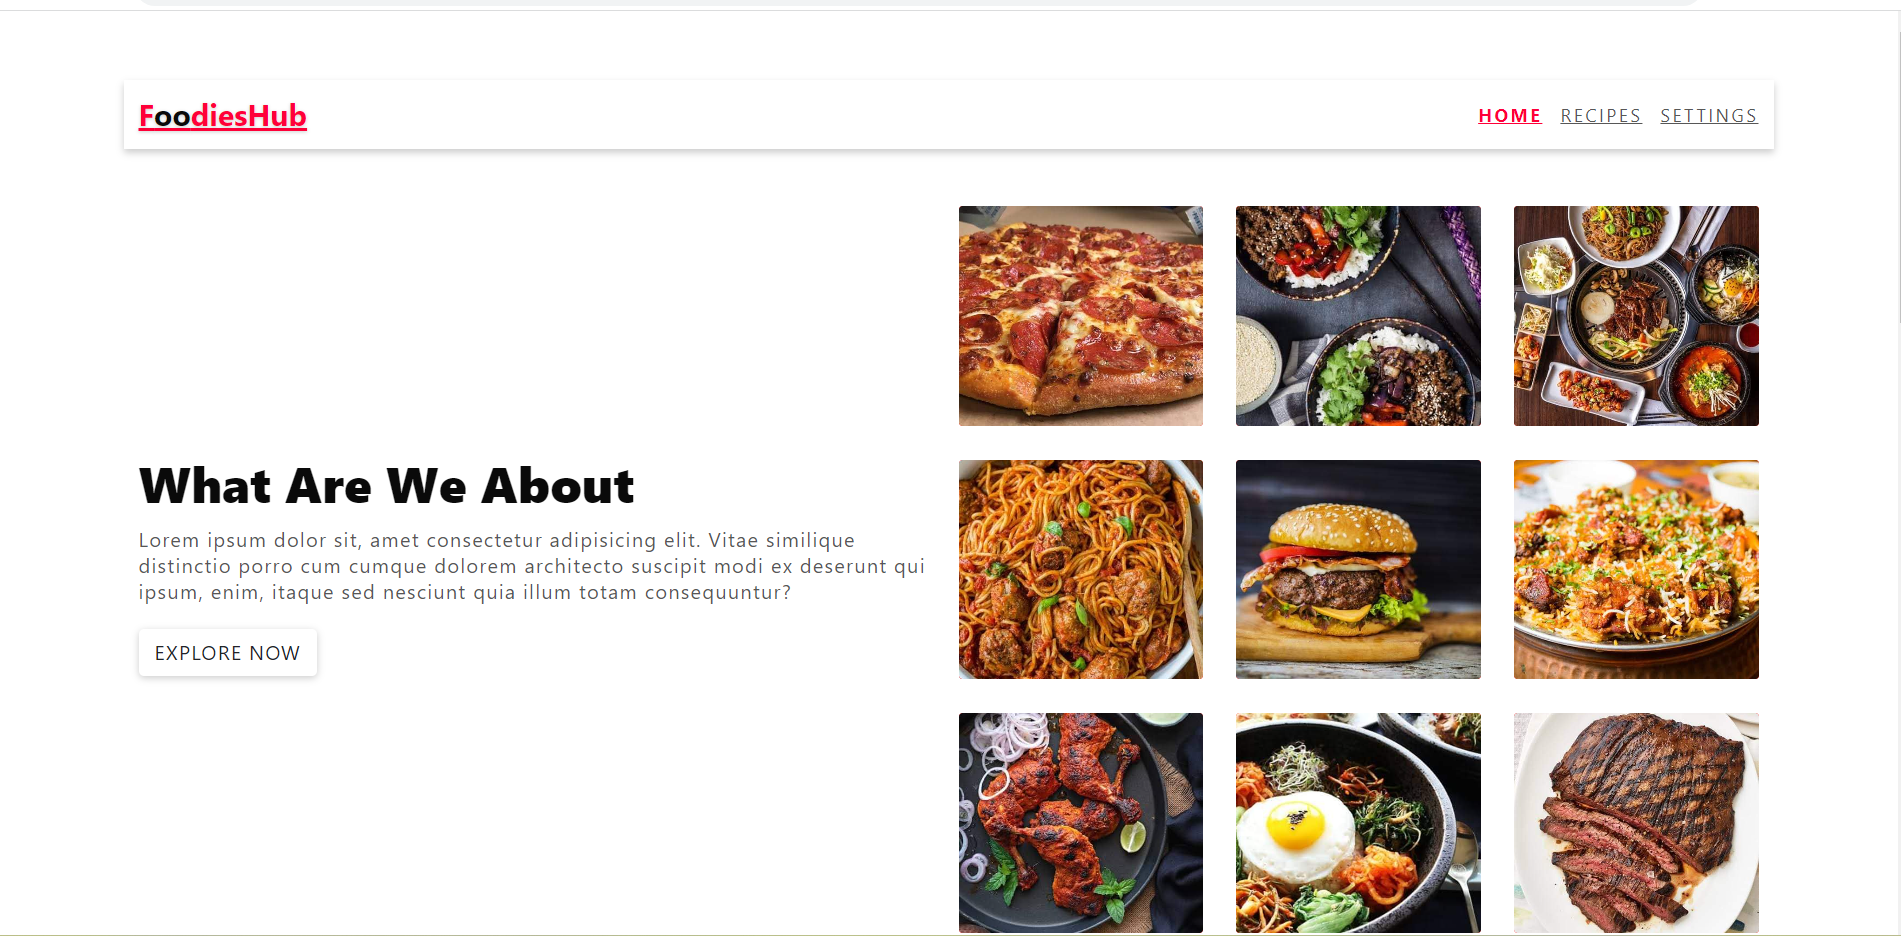 FoodiesHub
HOME RECIPES SETTINGS
What Are We About
Lorem ipsum dolor sit, amet consectetur adipisicing elit. Vitae similique
distinctio porro cum cumque dolorem architecto suscipit modi ex deserunt qui
ipsum, enim, itaque sed nesciunt quia illum totam consequuntur?
EXPLORE NOW